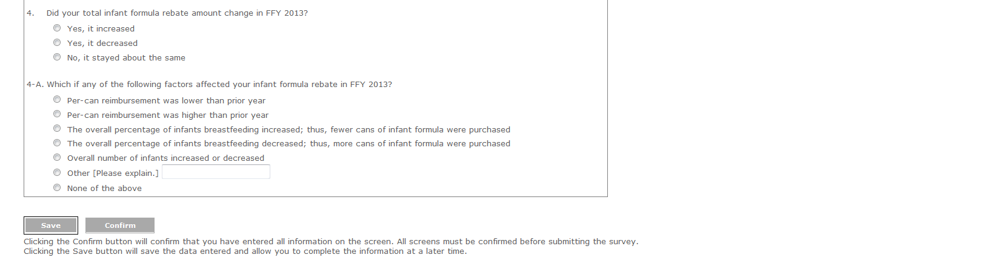 4. Did your total infant formula rebate amount change in FFY 2013?
Yes, it increased
Yes, it decreased
No, it stayed about the same
4-A. Which if any of the following factors affected your infant formula rebate in FFY 2013?
Per-can reimbursement was lower than prior year
Per-can reimbursement was higher than prior year
The overall percentage of infants breastfeeding increased; thus, fewer cans of infant formula were purchased
The overall percentage of infants breastfeeding decreased; thus, more cans of infant formula were purchased
Overall number of infants increased or decreased
Other [Please explain.]
None of the above
Save Confirm
Clicking the Confirm button will confirm that you have entered all information on the screen. All screens must be confirmed before submitting the survey.
Clicking the Save button will save the data entered and allow you to complete the information at a later time.